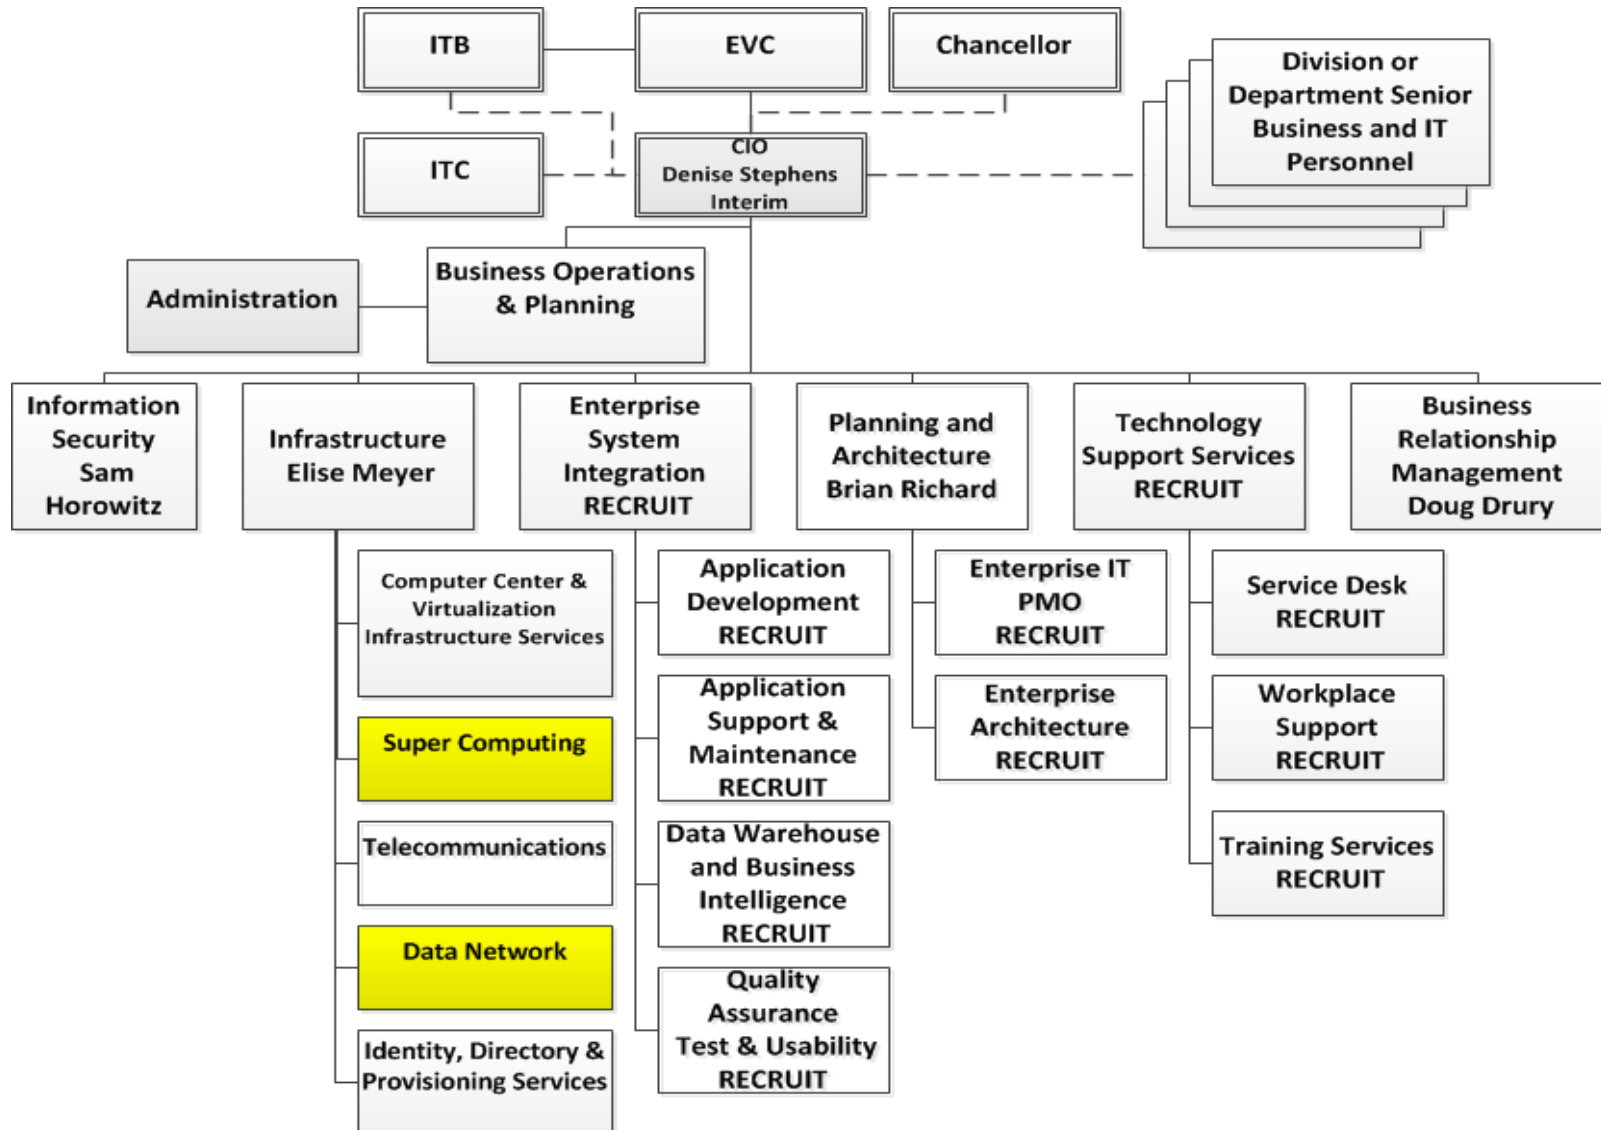 ITB
EVC
Chancellor
Division or
Department Senior
Business and IT
Personnel
ITC
CIO
Denise Stephens
Interim
Administration
Business Operations
& Planning
Information
Security
Sam
Horowitz
Infrastructure
Elise Meyer
Enterprise
System
Integration
RECRUIT
Planning and
Architecture
Brian Richard
Technology
Support Services
RECRUIT
Business
Relationship
Management
Doug Drury
Computer Center &
Virtualization
Infrastructure Services
Super Computing
Telecommunications
Data Network
Identity, Directory &
Provisioning Services
Application
Development
RECRUIT
Application
Support &
Maintenance
RECRUIT
Data Warehouse
and Business
Intelligence
RECRUIT
Quality
Assurance
Test & Usability
RECRUIT
Enterprise IT
PMO
RECRUIT
Enterprise
Architecture
RECRUIT
Service Desk
RECRUIT
Workplace
Support
RECRUIT
Training Services
RECRUIT